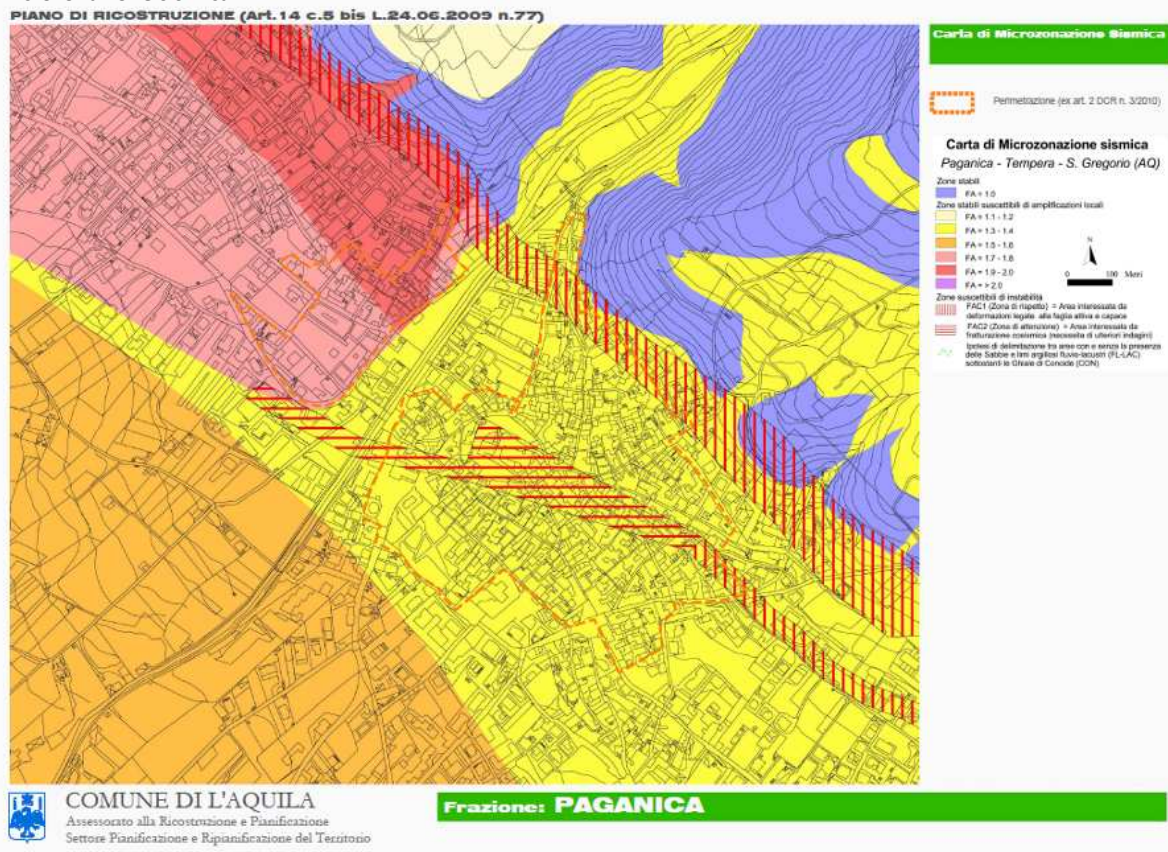 PIANO DI RICOSTRUZIONE (Art.14 c.5 bis L.24.06.2009 n.77)
Carta di Microzonazione Sismica
Perimetrazione (ex art. 2 DCR n. 3/2010)
Carta di Microzonazione sismica
Paganica - Tempera - S. Gregorio (AQ)
Zone stabili
FA = 1.0
Zone stabili suscettibili di amplificazioni locali
FA = 1.1 - 1.2
FA = 1.3 - 1.4
FA = 1.5 - 1.6
FA = 1.7 - 1.8
FA = 1.9 - 2.0
FA = > 2.0
N
0 100 Metri
Zone suscettibili di instabilità
FAC1 (Zona di rispetto) = Area interessata da
deformazioni legate alla faglia attiva e capace
FAC2 (Zona di attenzione) = Area interessata da
fratturazione cosismica (necessita di ulteriori indagini)
Ipotesi di delimitazione tra aree con e senza la presenza
delle Sabbie e limi argillosi fluvio-lacustri (FL-LAC)
sottostanti le Ghiaie di Conoide (CON)
COMUNE DI L'AQUILA
Assessorato alla Ricostruzione e Pianificazione
Settore Pianificazione e Ripianificazione del Territorio
Frazione: PAGANICA